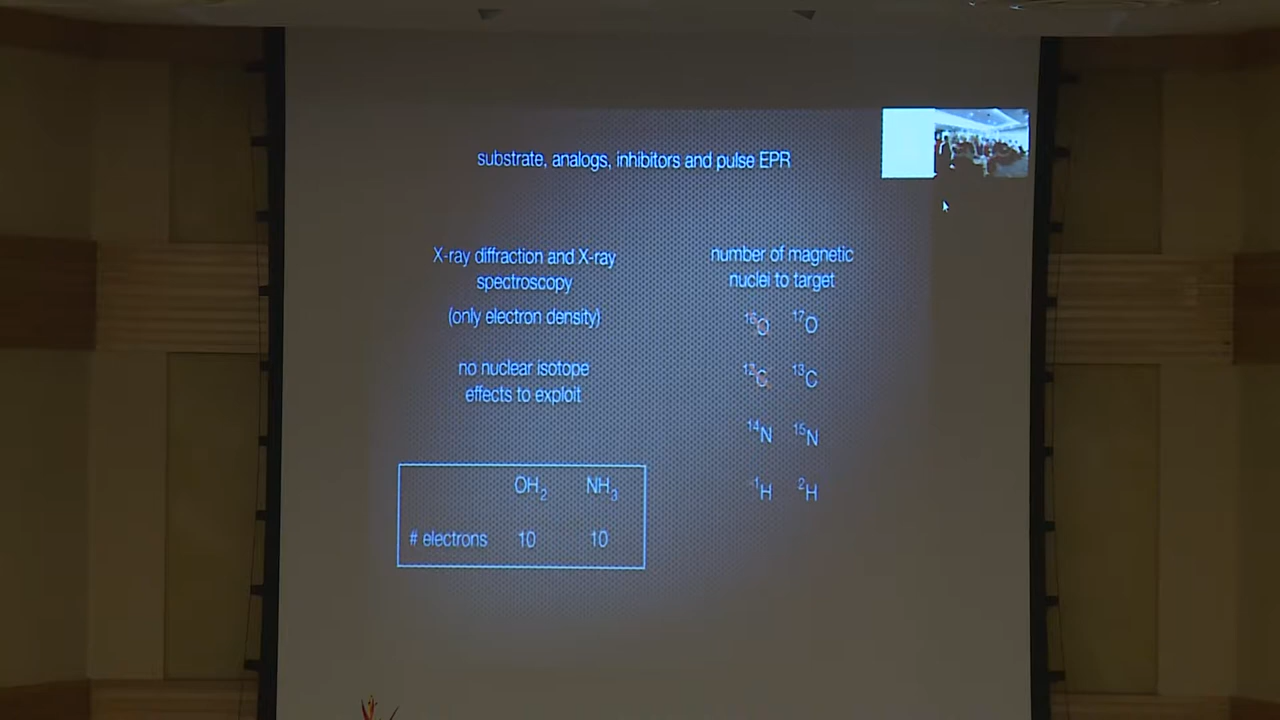 substrate, analogs, inhibitors and pulse EPR
X-ray diffraction and X-ray
spectroscopy
(only electron density)
no nuclear isotope
effects to exploit
OH₂ NH₃
# electrons 10 10
number of magnetic
nuclei to target
¹⁶O ¹⁷O
¹²C ¹³C
¹⁴N ¹⁵N
¹H ²H